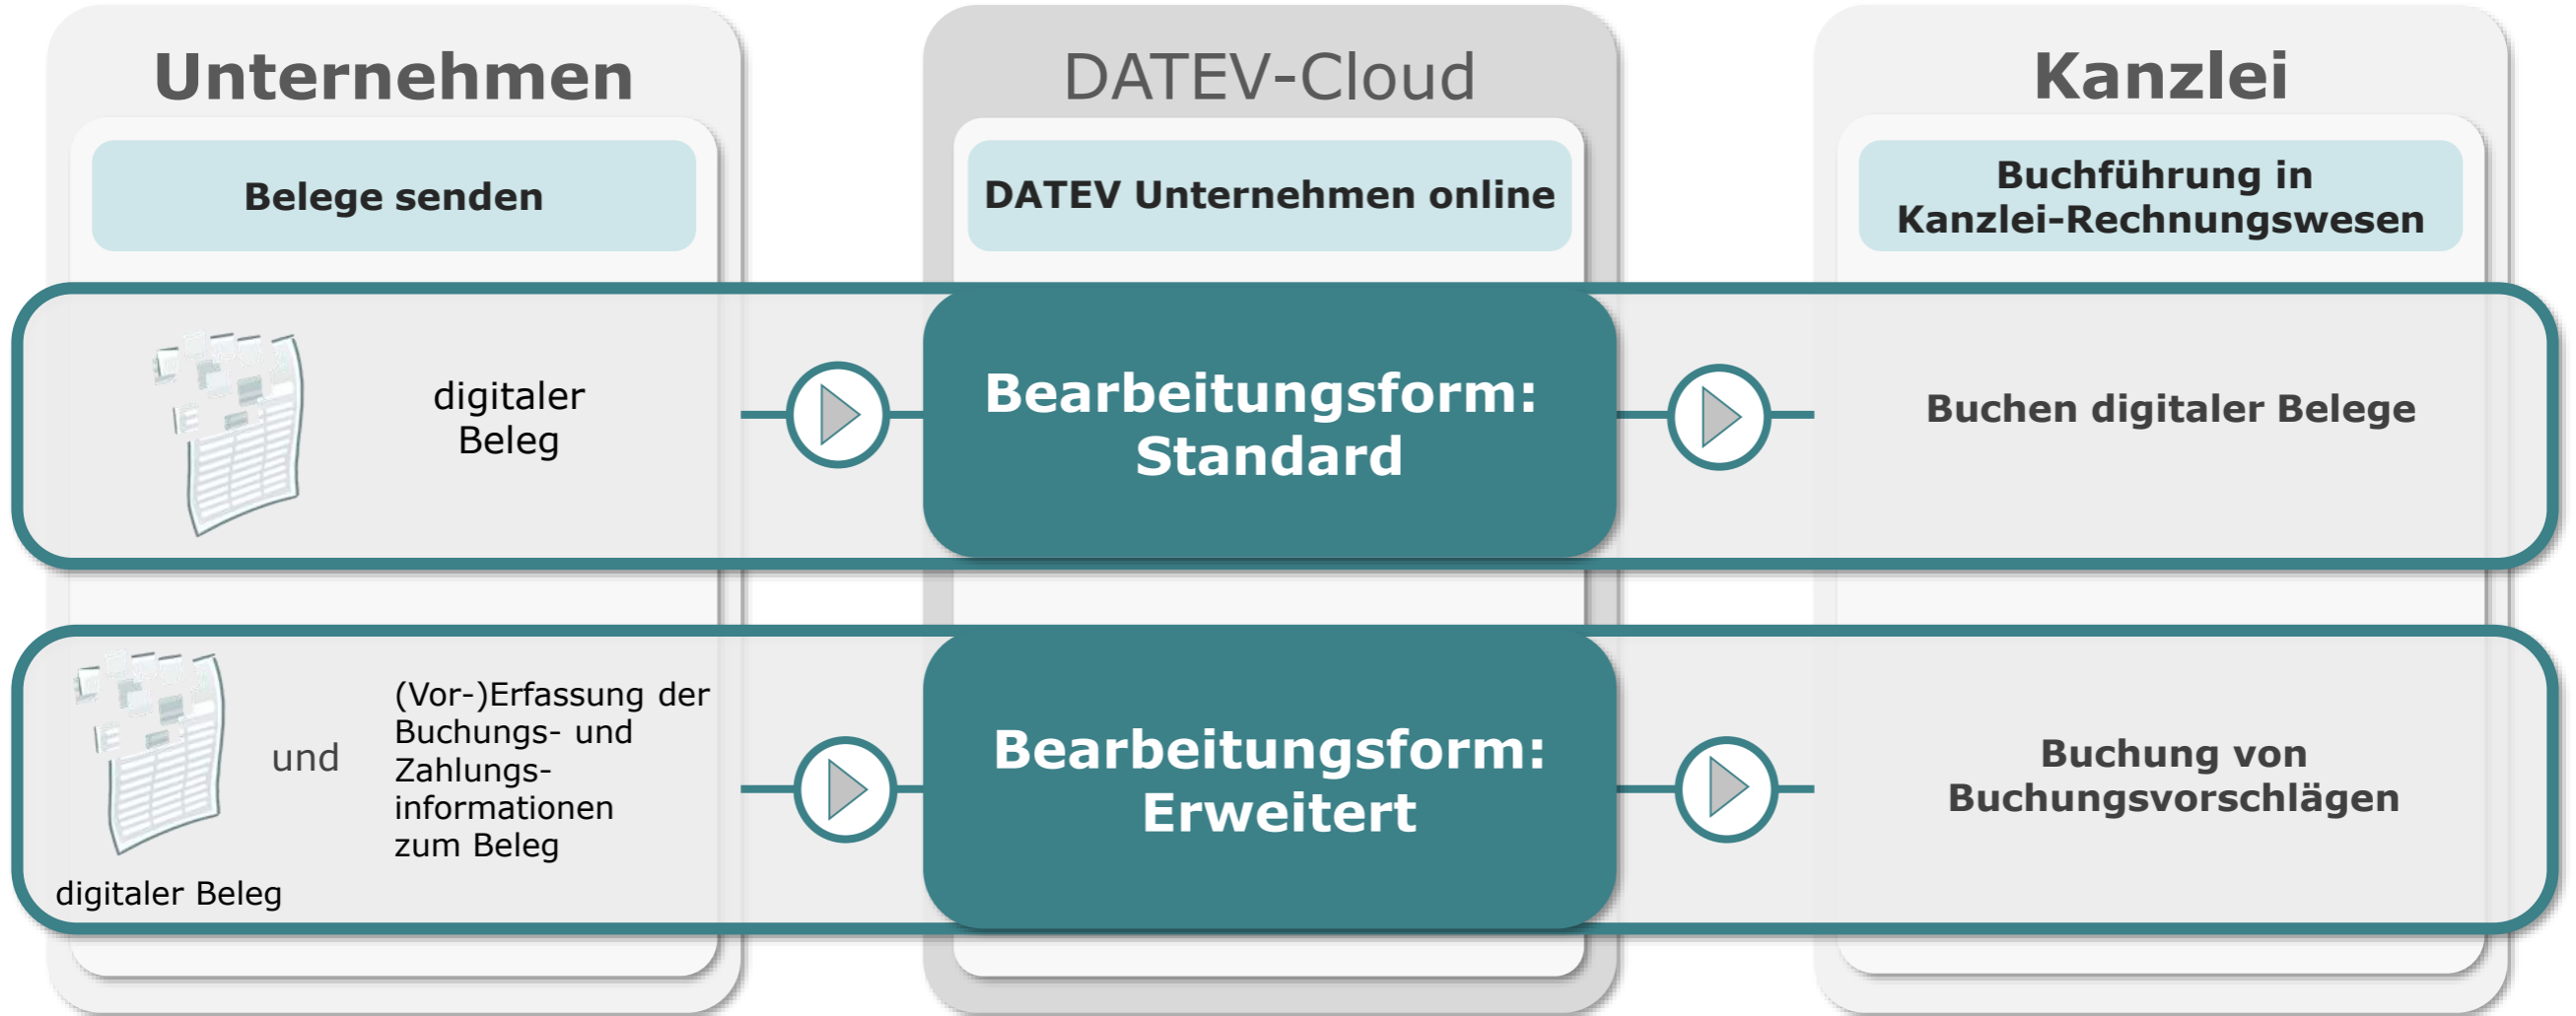 Unternehmen
DATEV-Cloud
Kanzlei
Belege senden
DATEV Unternehmen online
Buchführung in
Kanzlei-Rechnungswesen
digitaler
Beleg
Bearbeitungsform:
Standard
Buchen digitaler Belege
digitaler Beleg
und
(Vor-)Erfassung der
Buchungs- und
Zahlungs-
informationen
zum Beleg
Bearbeitungsform:
Erweitert
Buchung von
Buchungsvorschlägen